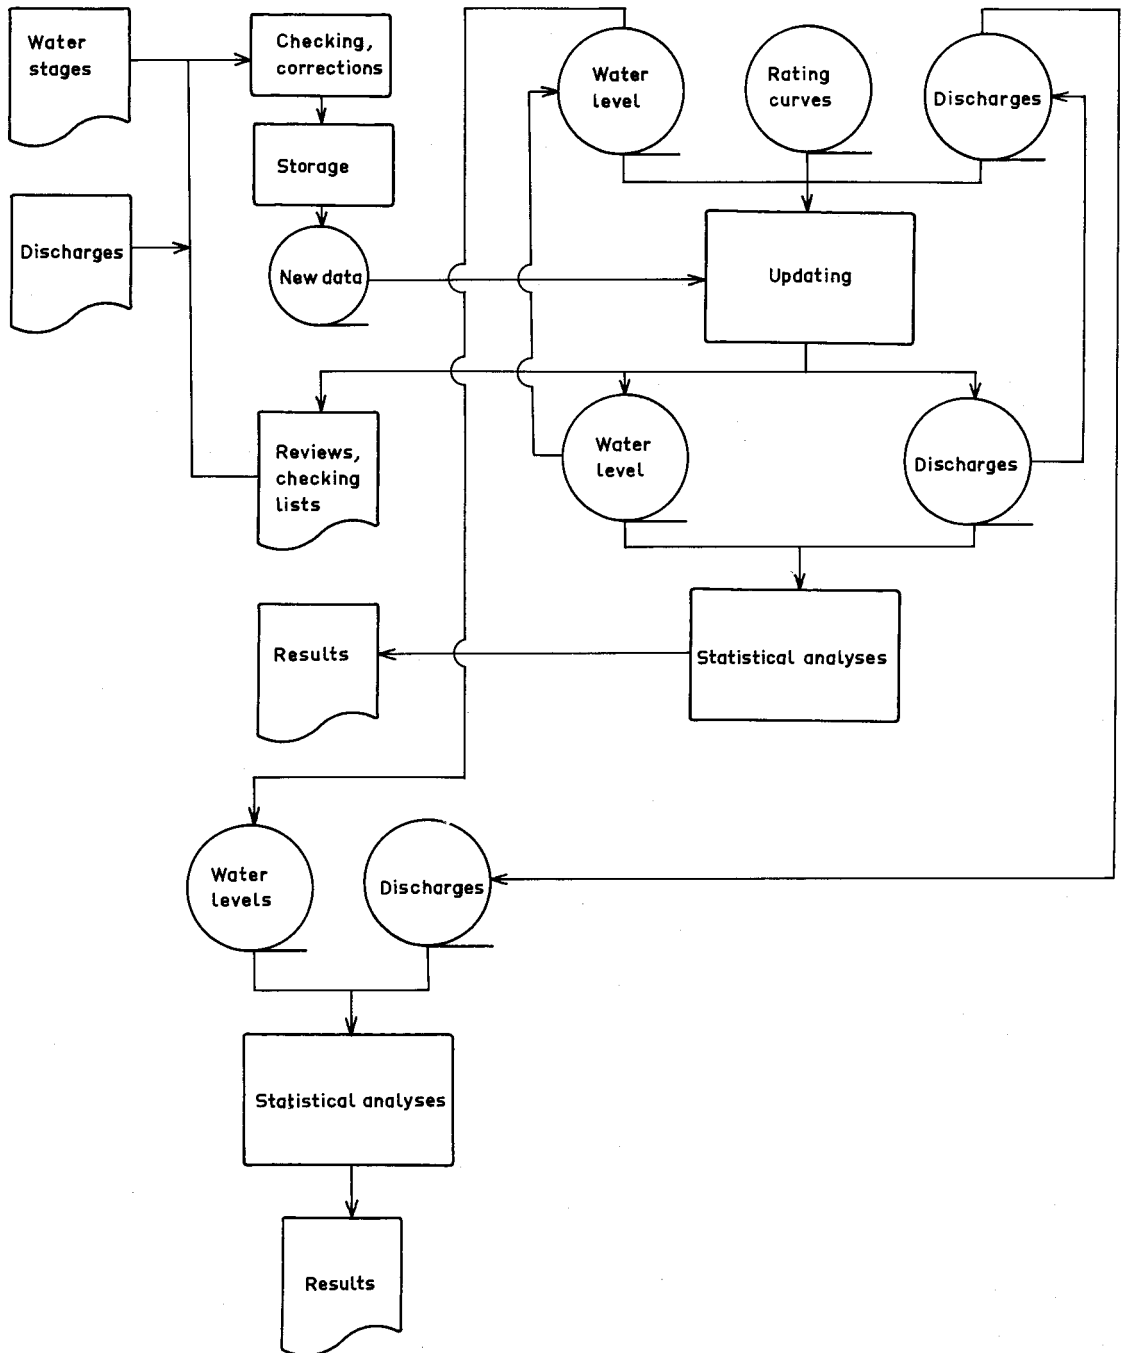 Water
stages
Checking,
corrections
Water
level
Rating
curves
Discharges
Storage
Discharges
New data
Updating
Reviews,
checking
lists
Water
level
Discharges
Results
Statistical analyses
Water
levels
Discharges
Statistical analyses
Results